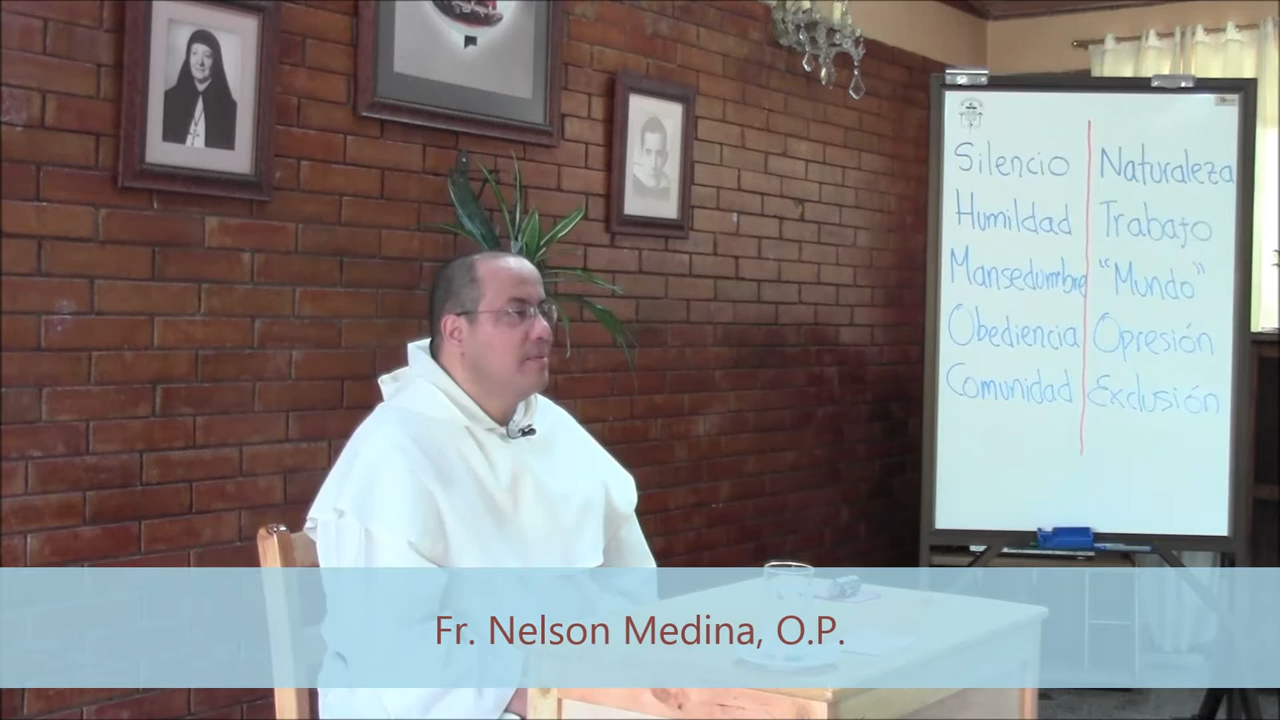 Silencio Naturaleza
Humildad Trabajo
Mansedumbre "Mundo"
Obediencia Opresión
Comunidad Exclusión
Fr. Nelson Medina, O.P.